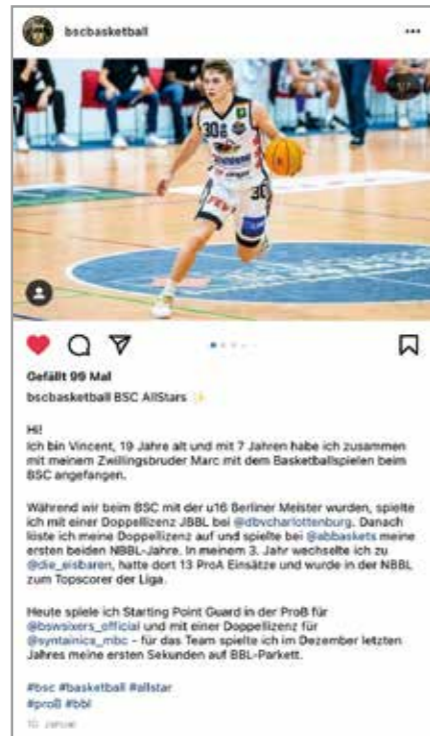 bscbasketball
30
30
Gefällt 99 Mal
bscbasketball BSC AllStars ✨
Hi!
Ich bin Vincent, 19 Jahre alt und mit 7 Jahren habe ich zusammen
mit meinem Zwillingsbruder Marc mit dem Basketballspielen beim
BSC angefangen.
Während wir beim BSC mit der u16 Berliner Meister wurden, spielte
ich mit einer Doppellizenz JBBL bei @dbvcharlottenburg. Danach
löste ich meine Doppellizenz auf und spielte bei @abbaskets meine
ersten beiden NBBL-Jahre. In meinem 3. Jahr wechselte ich zu
@die_eisbaren, hatte dort 13 ProA Einsätze und wurde in der NBBL
zum Topscorer der Liga.
Heute spiele ich Starting Point Guard in der ProB für
@bswsixers_official und mit einer Doppellizenz für
@syntainics_mbc - für das Team spielte ich im Dezember letzten
Jahres meine ersten Sekunden auf BBL-Parkett.
#bsc #basketball #allstar
#proB #bbl
10. Januar